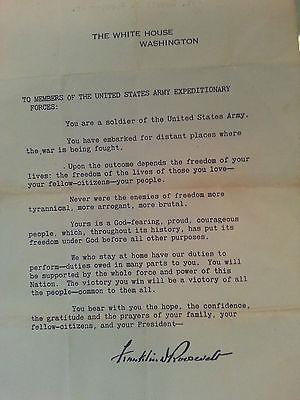 THE WHITE HOUSE
WASHINGTON
TO MEMBERS OF THE UNITED STATES ARMY EXPEDITIONARY
FORCES:
You are a soldier of the United States Army.
You have embarked for distant places where
the war is being fought.
Upon the outcome depends the freedom of your
lives: the freedom of the lives of those you love—
your fellow-citizens—your people.
Never were the enemies of freedom more
tyrannical, more arrogant, more brutal.
Yours is a God-fearing, proud, courageous
people, which, throughout its history, has put its
freedom under God before all other purposes.
We who stay at home have our duties to
perform—duties owed in many parts to you. You will
be supported by the whole force and power of this
Nation. The victory you win will be a victory of all
the people—common to them all.
You bear with you the hope, the confidence,
the gratitude and the prayers of your family, your
fellow-citizens, and your President—
Franklin D Roosevelt